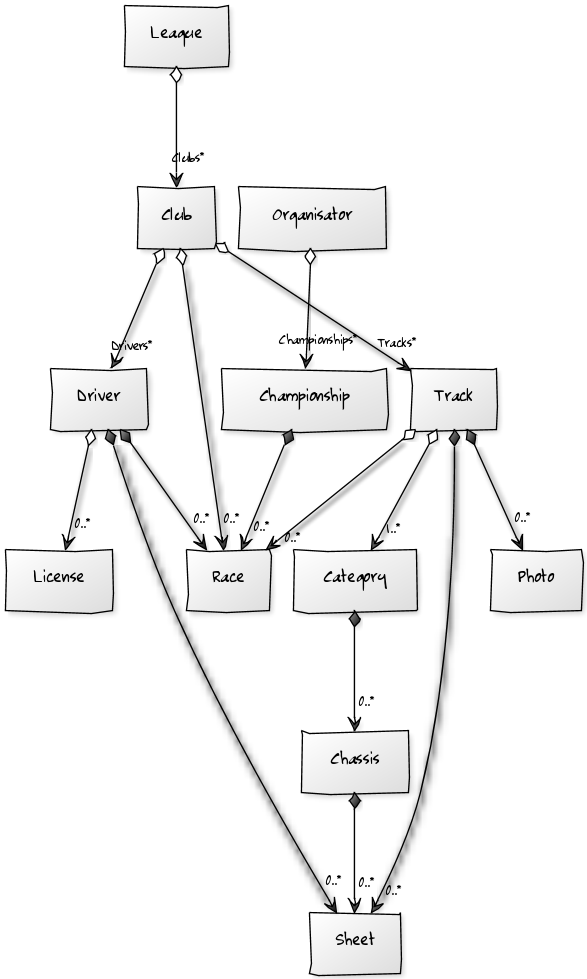 League
Clubs*
Club
Organisator
Drivers*
Championships*
Tracks*
Driver
Championship
Track
0..*
0..*
0..*
0..*
0..*
1..*
0..*
License
Race
Category
Photo
0..*
Chassis
0..*
0..*
0..*
Sheet